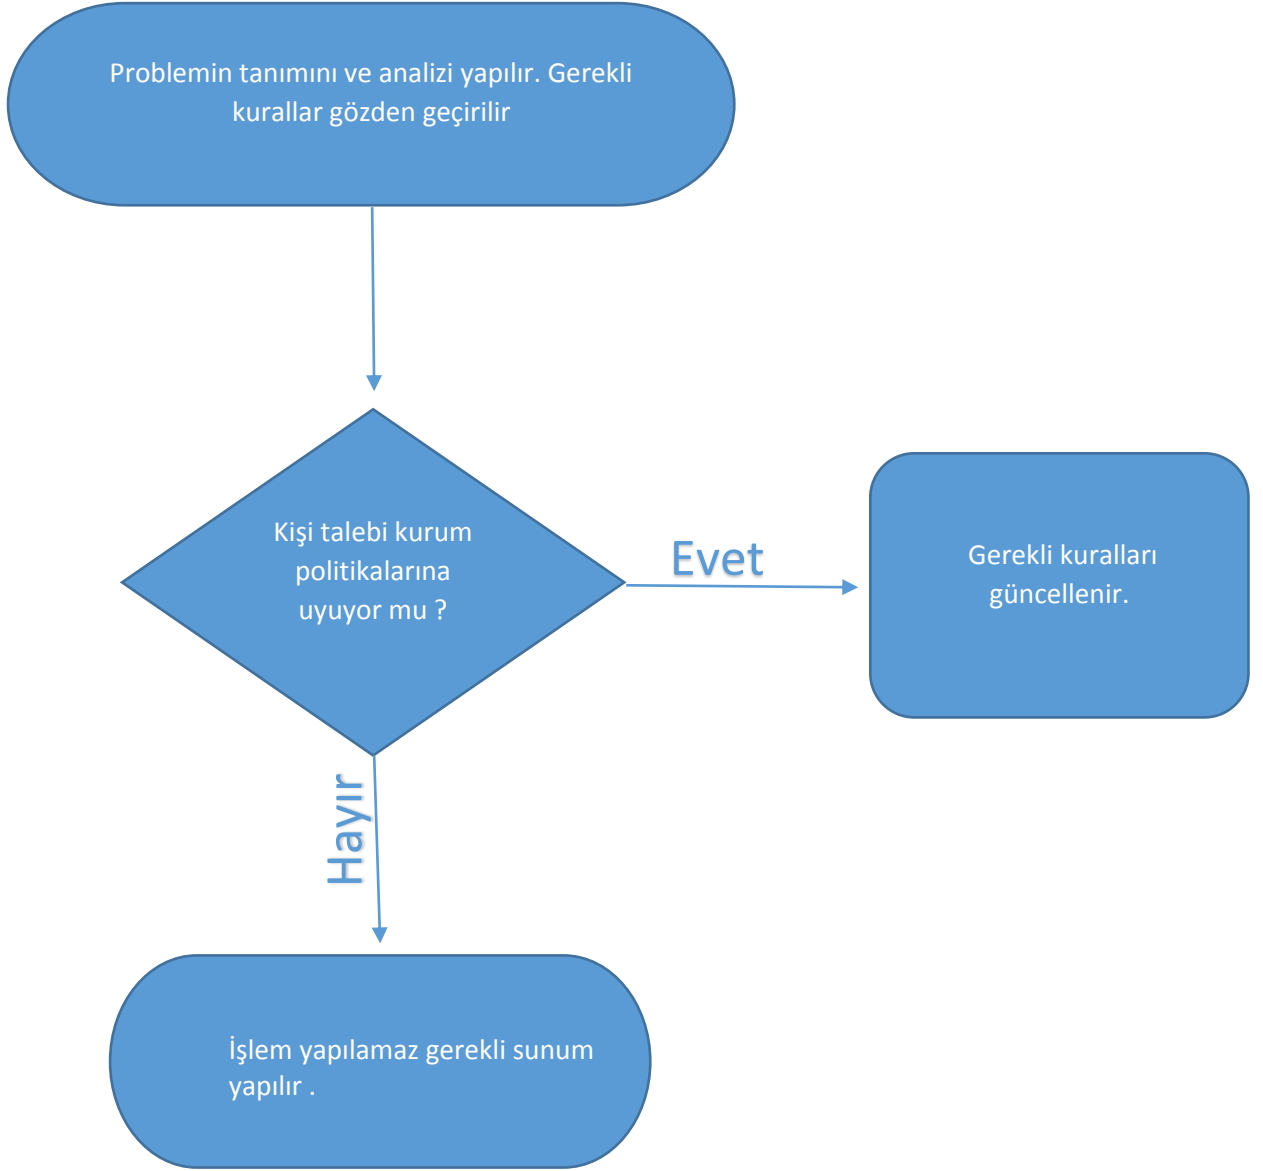 Problemin tanımını ve analizi yapılır. Gerekli
kurallar gözden geçirilir
Kişi talebi kurum
politikalarına
uyuyor mu ?
Evet
Gerekli kuralları
güncellenir.
Hayır
İşlem yapılamaz gerekli sunum
yapılır .